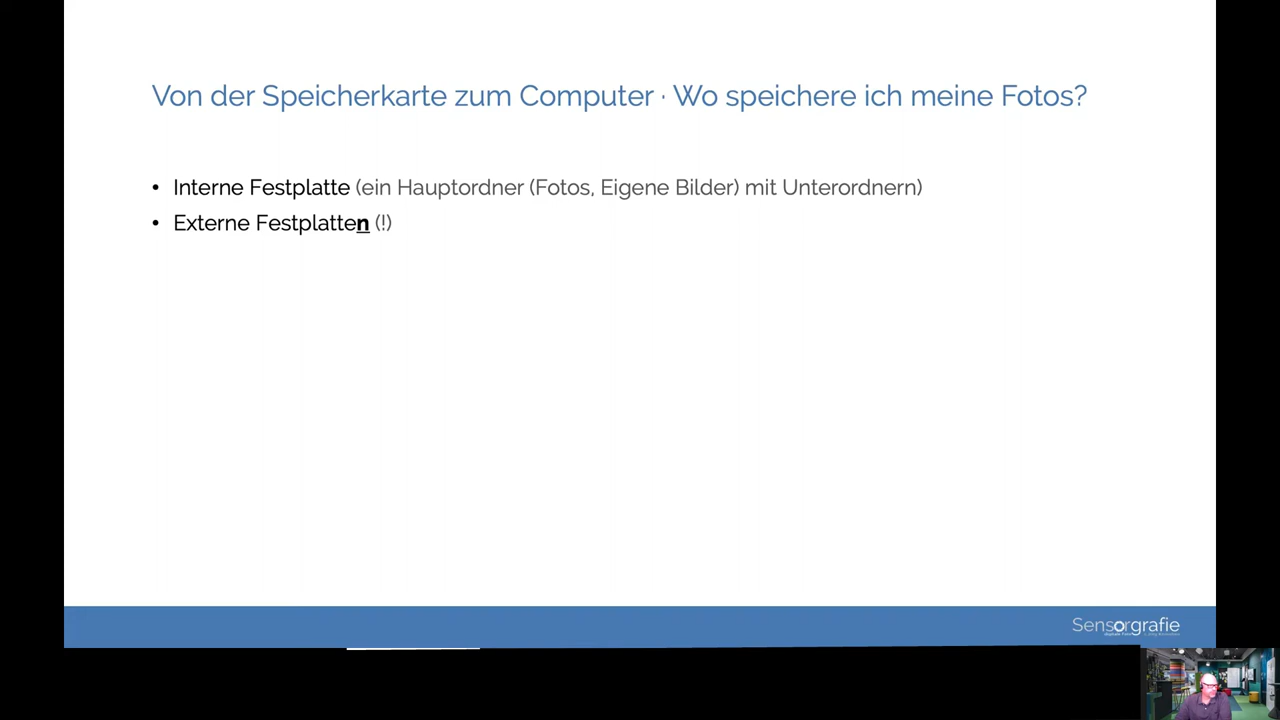 Von der Speicherkarte zum Computer · Wo speichere ich meine Fotos?
• Interne Festplatte (ein Hauptordner (Fotos, Eigene Bilder) mit Unterordnern)
• Externe Festplatten (!)
Sensorgrafie